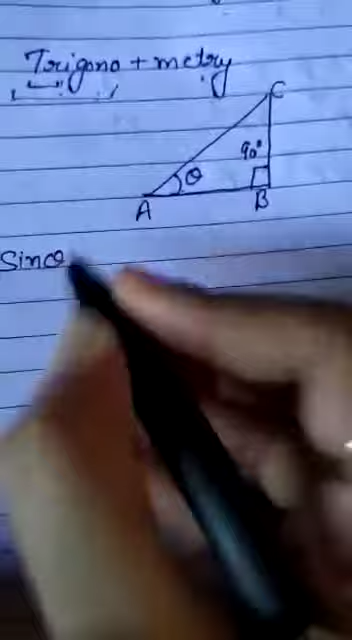 Trigono + metry
C
90°
θ
A
B
Sinθ